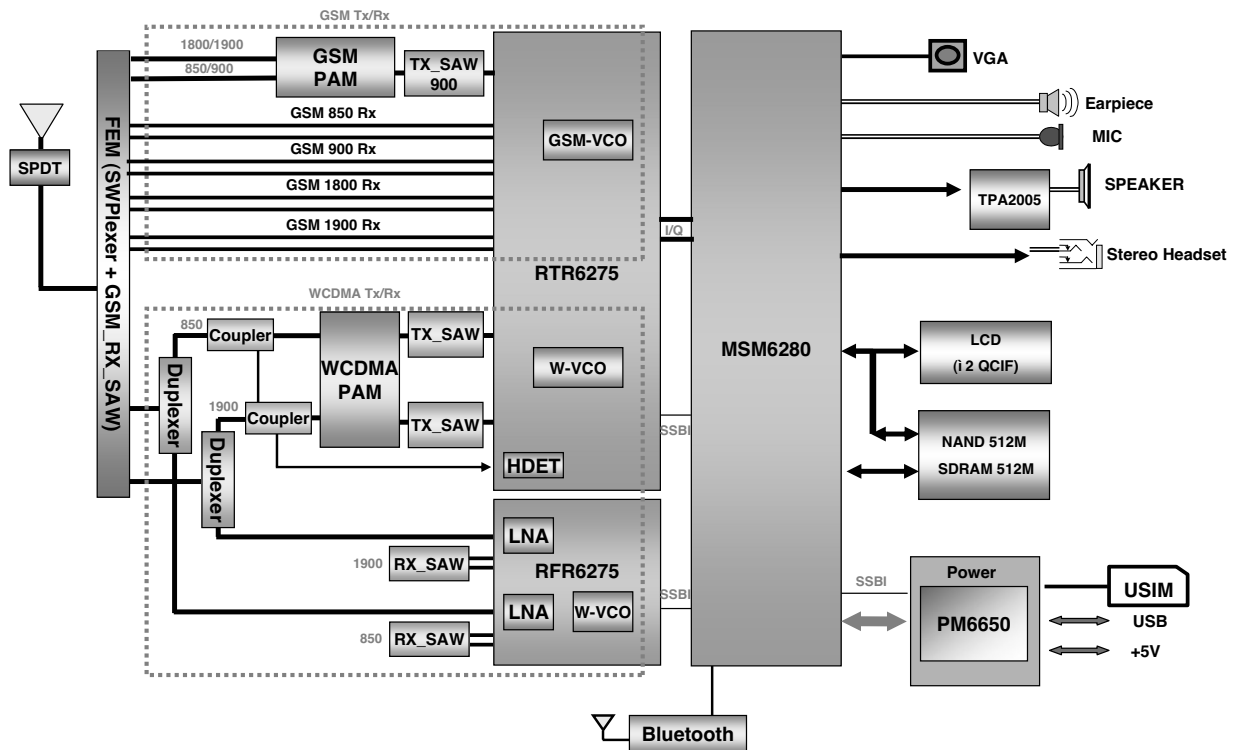 GSM Tx/Rx
1800/1900
850/900
GSM
PAM
TX_SAW
900
GSM 850 Rx
GSM 900 Rx
GSM 1800 Rx
GSM 1900 Rx
GSM-VCO
SPDT
FEM (SWPlexer + GSM_RX_SAW)
RTR6275
I/Q
WCDMA Tx/Rx
850
Coupler
TX_SAW
WCDMA
PAM
W-VCO
Duplexer
1900
Coupler
TX_SAW
SSBI
Duplexer
HDET
LNA
1900
RX_SAW
RFR6275
SSBI
LNA
W-VCO
850
RX_SAW
MSM6280
VGA
Earpiece
MIC
SPEAKER
TPA2005
Stereo Headset
LCD
(ì 2 QCIF)
NAND 512M
SDRAM 512M
SSBI
Power
PM6650
USIM
USB
+5V
Bluetooth